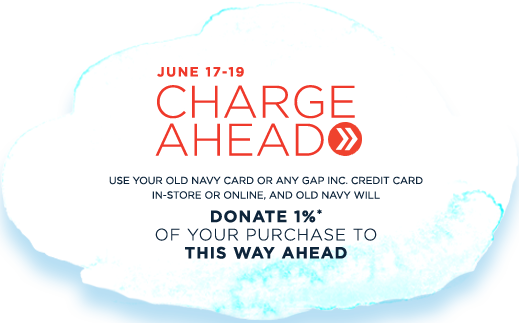 JUNE 17-19
CHARGE
AHEAD
USE YOUR OLD NAVY CARD OR ANY GAP INC. CREDIT CARD
IN-STORE OR ONLINE, AND OLD NAVY WILL
DONATE 1%*
OF YOUR PURCHASE TO
THIS WAY AHEAD